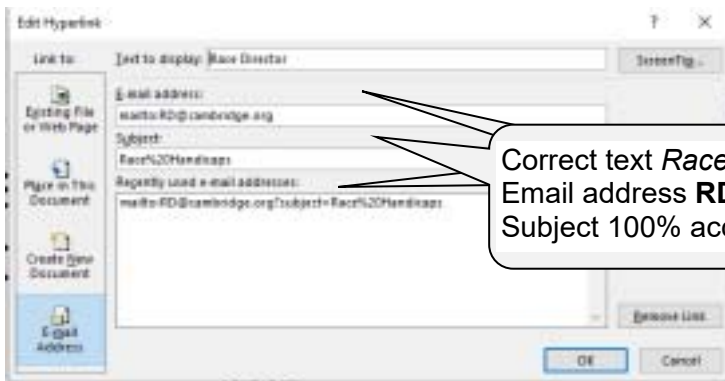 Edit Hyperlink ? ×
Link to: Text to display: Race Director ScreenTip...
Existing File or Web Page
E-mail address:
mailto:RD@cambridge.org
Subject:
Race%20Handicaps
Place in This Document
Recently used e-mail addresses:
mailto:RD@cambridge.org?subject=Race%20Handicaps
Create New Document
E-mail Address
Correct text Race
Email address RD
Subject 100% acc
Remove Link
OK Cancel